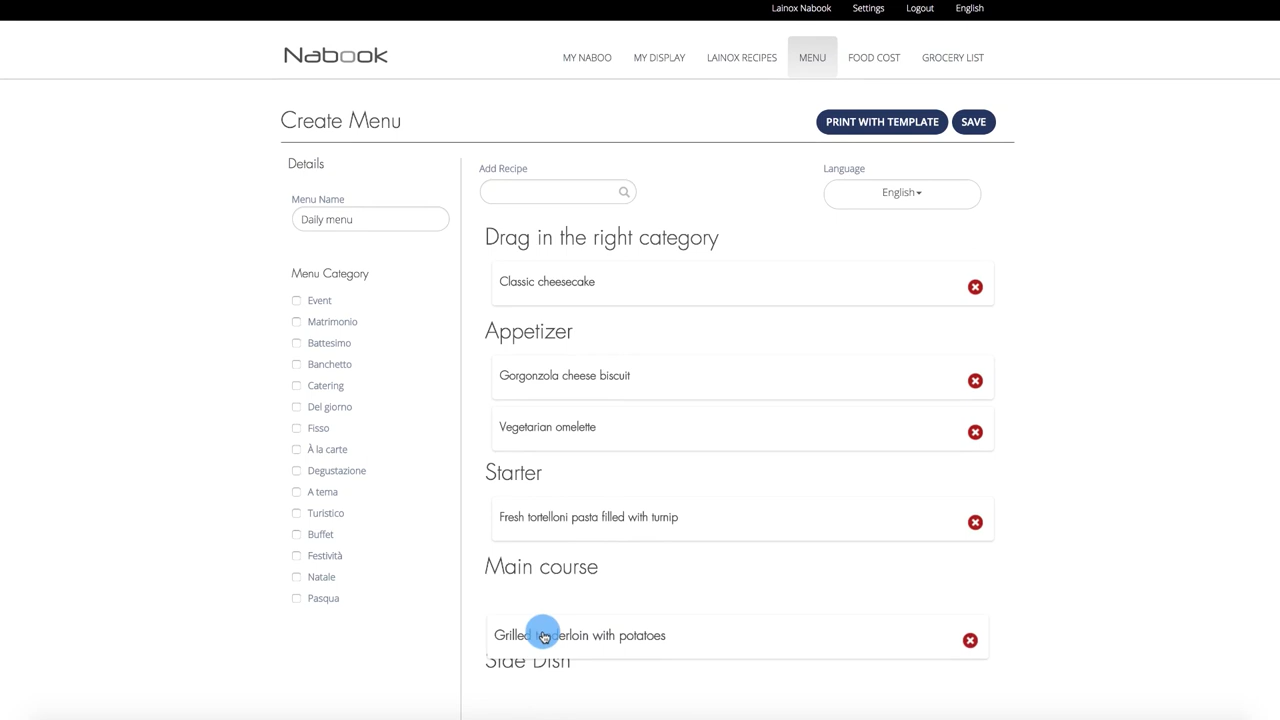 Lainox Nabook Settings Logout English
Nabook
MY NABOO MY DISPLAY LAINOX RECIPES MENU FOOD COST GROCERY LIST
Create Menu
PRINT WITH TEMPLATE SAVE
Details
Menu Name
Daily menu
Menu Category
Event
Matrimonio
Battesimo
Banchetto
Catering
Del giorno
Fisso
À la carte
Degustazione
A tema
Turistico
Buffet
Festività
Natale
Pasqua
Add Recipe
Language
English
Drag in the right category
Classic cheesecake
Appetizer
Gorgonzola cheese biscuit
Vegetarian omelette
Starter
Fresh tortelloni pasta filled with turnip
Main course
Grilled tenderloin with potatoes
Side Dish